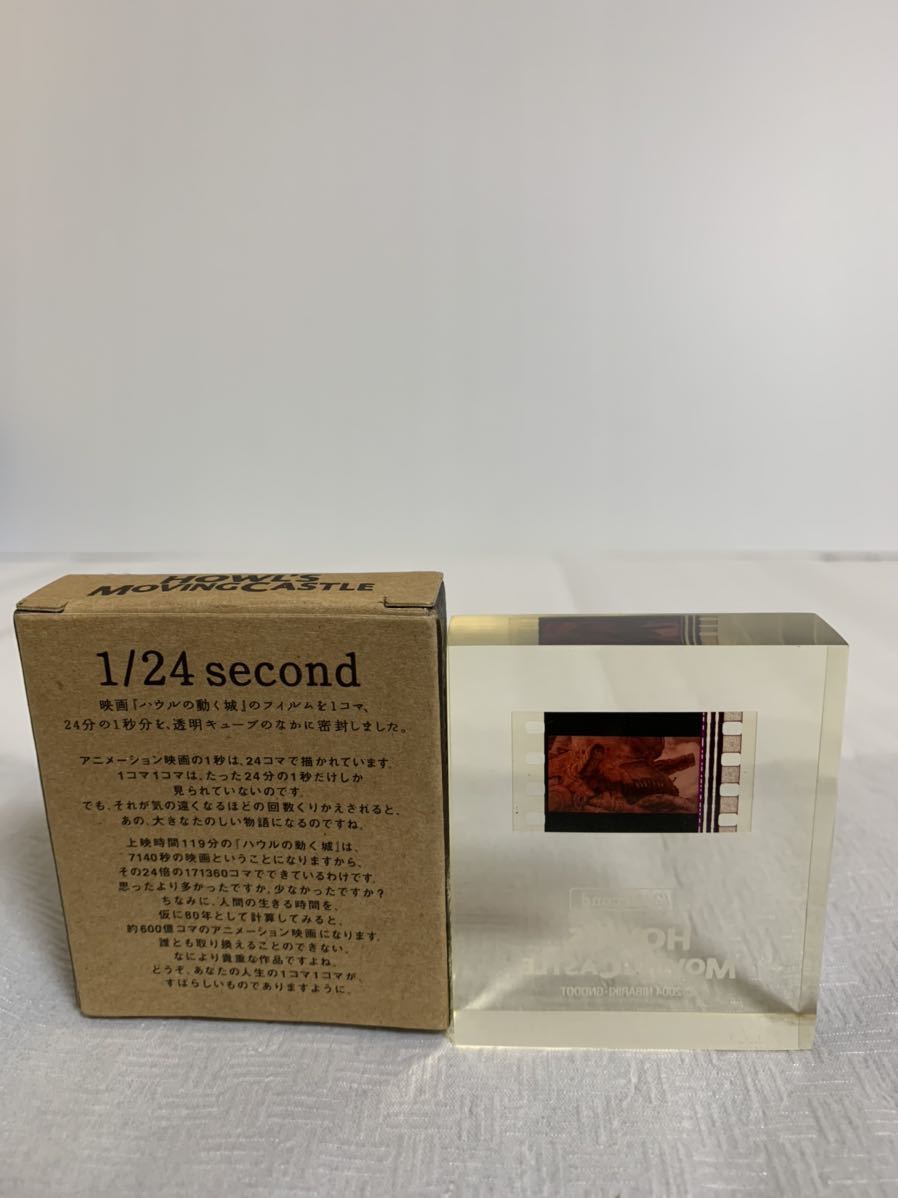 HOWL'S
MOVINGCASTLE
1/24 second
映画『ハウルの動く城』のフィルムを1コマ、
24分の1秒分を、透明キューブのなかに密封しました。
アニメーション映画の1秒は、24コマで描かれています。
1コマ1コマは、たった24分の1秒だけしか
見られていないのです。
でも、それが気の遠くなるほどの回数くりかえされると、
あの、大きなたのしい物語になるのですね。
上映時間119分の『ハウルの動く城』は、
7140秒の映画ということになりますから、
その24倍の171360コマでできているわけです。
思ったより多かったですか、少なかったですか？
ちなみに、人間の生きる時間を、
仮に80年として計算してみると、
約600億コマのアニメーション映画になります。
誰とも取り換えることのできない、
なにより貴重な作品ですよね。
どうぞ、あなたの人生の1コマ1コマが、
すばらしいものでありますように。
second
HOWL'S
MOVINGCASTLE
© 2004 NIBARIKI・GNDDDT